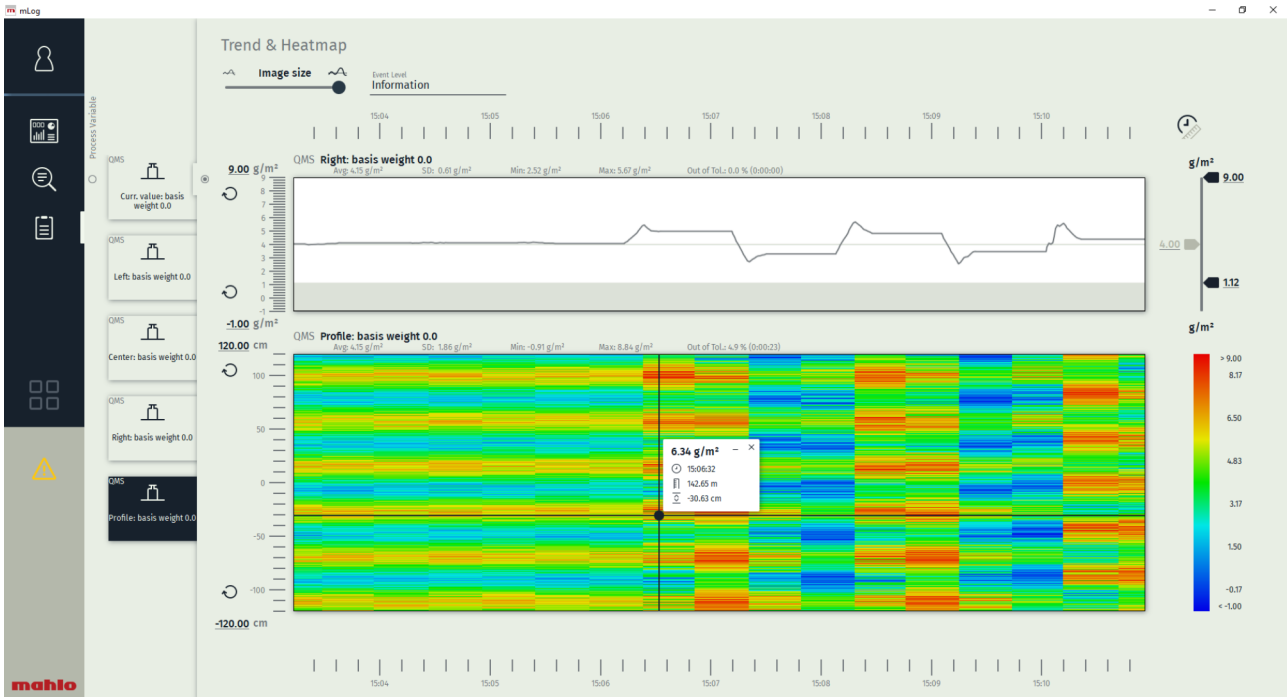 mLog
Trend & Heatmap
Image size
Event Level
Information
Process Variable
15:04 15:05 15:06 15:07 15:08 15:09 15:10
QMS
Curr. value: basis
weight 0.0
QMS
Left: basis weight 0.0
QMS
Center: basis weight 0.0
QMS
Right: basis weight 0.0
QMS
Profile: basis weight 0.0
QMS Right: basis weight 0.0
Avg: 4.15 g/m² SD: 0.61 g/m² Min: 2.52 g/m² Max: 5.67 g/m² Out of Tol.: 0.0 % (0:00:00)
9.00 g/m²
9
8
7
6
5
4
3
2
1
0
-1
-1.00 g/m²
g/m²
9.00
4.00
1.12
g/m²
QMS Profile: basis weight 0.0
Avg: 4.15 g/m² SD: 1.86 g/m² Min: -0.91 g/m² Max: 8.84 g/m² Out of Tol.: 4.9 % (0:00:23)
120.00 cm
100
50
0
-50
-100
-120.00 cm
6.34 g/m²
15:06:32
142.65 m
-30.63 cm
> 9.00
8.17
6.50
4.83
3.17
1.50
-0.17
< -1.00
15:04 15:05 15:06 15:07 15:08 15:09 15:10
mahlo